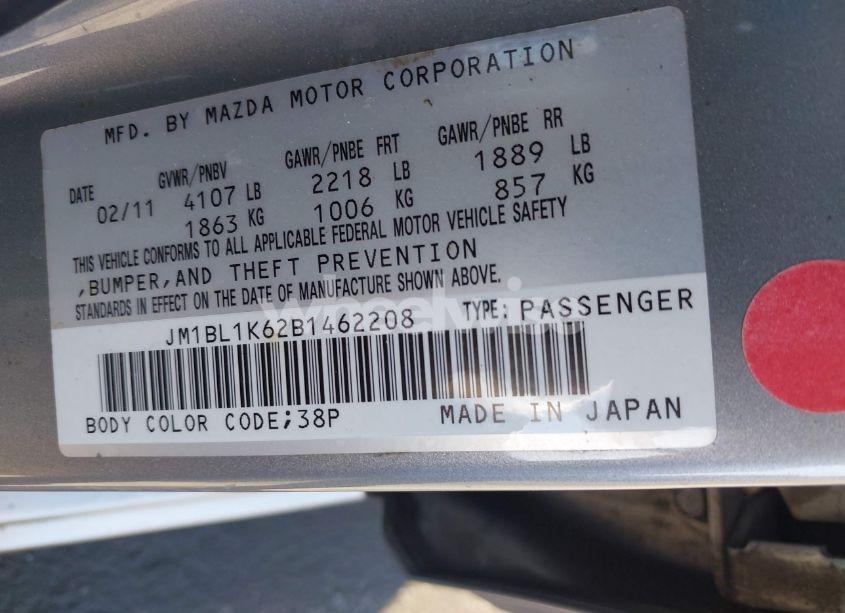 MFD. BY MAZDA MOTOR CORPORATION
DATE GVWR/PNBV GAWR/PNBE FRT GAWR/PNBE RR
02/11 4107 LB 2218 LB 1889 LB
1863 KG 1006 KG 857 KG
THIS VEHICLE CONFORMS TO ALL APPLICABLE FEDERAL MOTOR VEHICLE SAFETY
,BUMPER,AND THEFT PREVENTION
STANDARDS IN EFFECT ON THE DATE OF MANUFACTURE SHOWN ABOVE.
JM1BL1K62B1462208 TYPE: PASSENGER
BODY COLOR CODE;38P MADE IN JAPAN